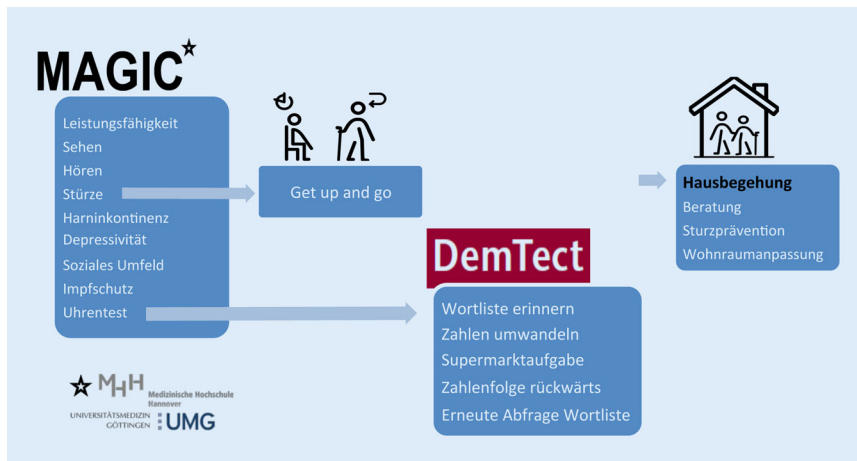 MAGIC*
Leistungsfähigkeit
Sehen
Hören
Stürze
Harninkontinenz
Depressivität
Soziales Umfeld
Impfschutz
Uhrentest
Get up and go
DemTect
Wortliste erinnern
Zahlen umwandeln
Supermarktaufgabe
Zahlenfolge rückwärts
Erneute Abfrage Wortliste
Hausbegehung
Beratung
Sturzprävention
Wohnraumanpassung
MHH
Medizinische Hochschule
Hannover
UNIVERSITÄTSMEDIZIN
GÖTTINGEN UMG